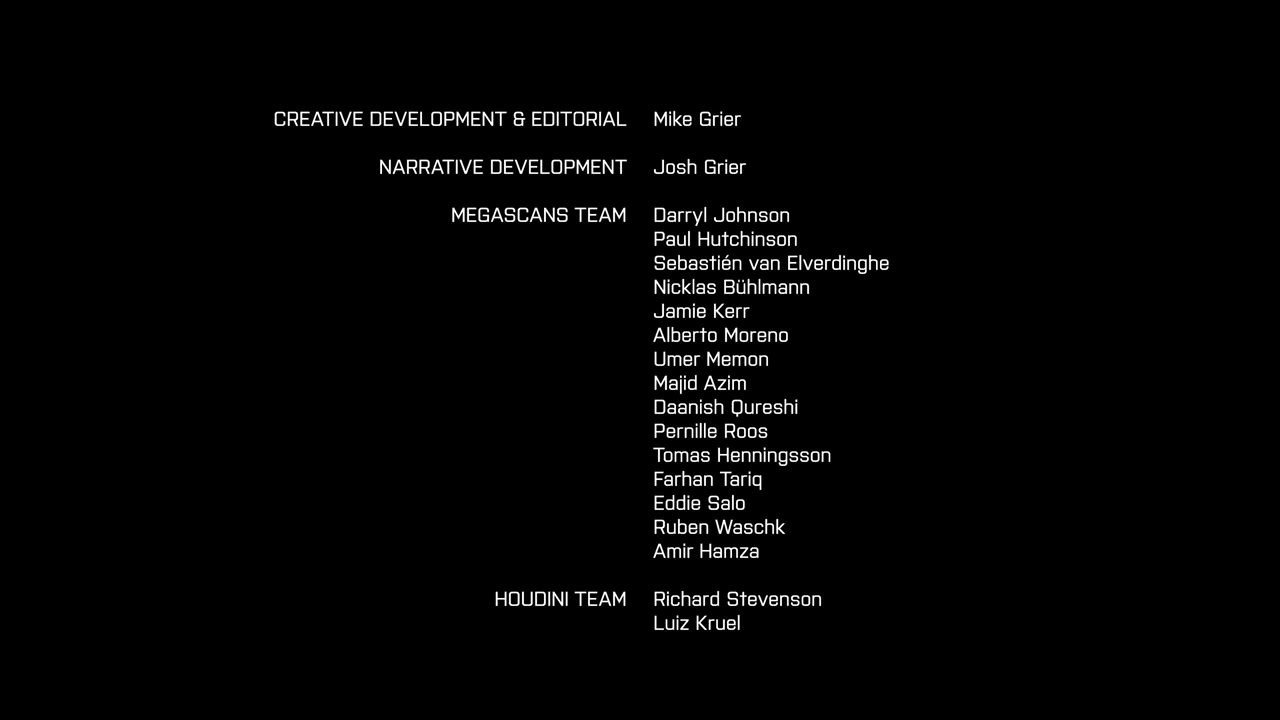 CREATIVE DEVELOPMENT & EDITORIAL Mike Grier
NARRATIVE DEVELOPMENT Josh Grier
MEGASCANS TEAM Darryl Johnson
Paul Hutchinson
Sebastién van Elverdinghe
Nicklas Bühlmann
Jamie Kerr
Alberto Moreno
Umer Memon
Majid Azim
Daanish Qureshi
Pernille Roos
Tomas Henningsson
Farhan Tariq
Eddie Salo
Ruben Waschk
Amir Hamza
HOUDINI TEAM Richard Stevenson
Luiz Kruel